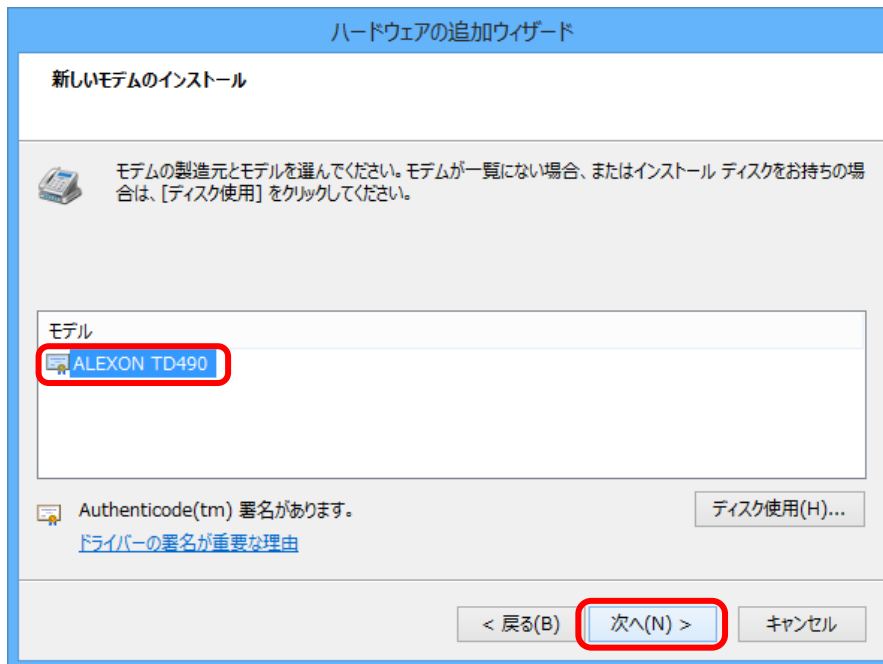 ハードウェアの追加ウィザード
新しいモデムのインストール
モデムの製造元とモデルを選んでください。モデムが一覧にない場合、またはインストール ディスクをお持ちの場
合は、[ディスク使用] をクリックしてください。
モデル
ALEXON TD490
Authenticode(tm) 署名があります。
ディスク使用(H)...
ドライバーの署名が重要な理由
< 戻る(B)
次へ(N) >
キャンセル